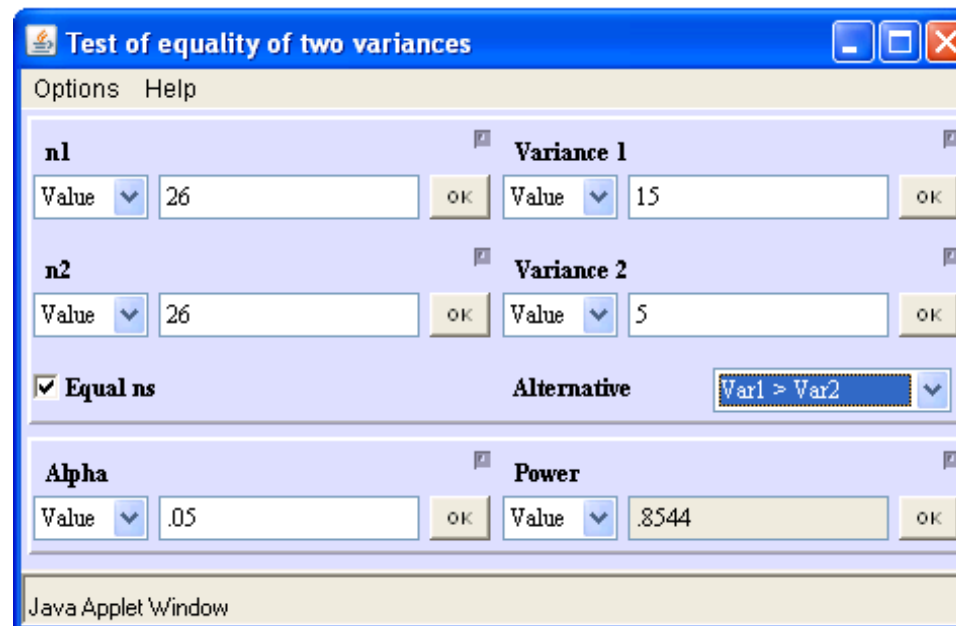 Test of equality of two variances
Options Help
n1 Variance 1
Value 26 OK Value 15 OK
n2 Variance 2
Value 26 OK Value 5 OK
Equal ns Alternative Var1 > Var2
Alpha Power
Value .05 OK Value .8544 OK
Java Applet Window